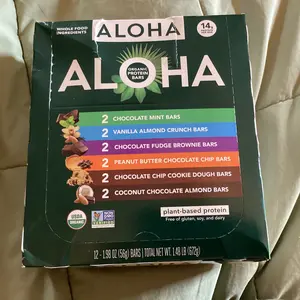 WHOLE FOOD
INGREDIENTS
ALOHA
14g
ALOHA
ORGANIC
PROTEIN
BARS
2 CHOCOLATE MINT BARS
2 VANILLA ALMOND CRUNCH BARS
2 CHOCOLATE FUDGE BROWNIE BARS
2 PEANUT BUTTER CHOCOLATE CHIP BARS
2 CHOCOLATE CHIP COOKIE DOUGH BARS
2 COCONUT CHOCOLATE ALMOND BARS
USDA
ORGANIC
NON
GMO
plant-based protein
Free of gluten, soy, and dairy.
12 - 1.98 OZ (56g) BARS | TOTAL NET WT. 1.48 LB (672g)